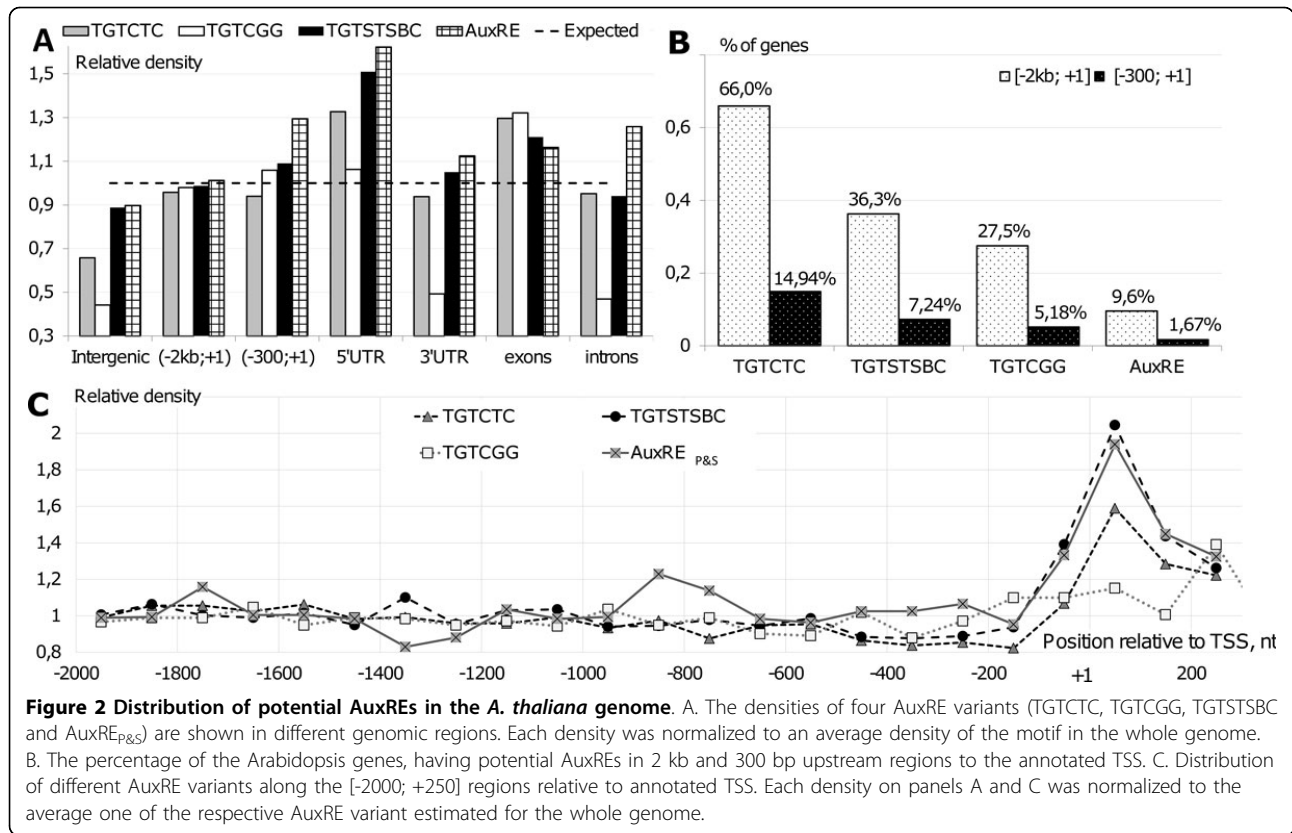 TGTCTC TGTCGG TGTSTSBC AuxRE Expected
A
Relative density
1,5
1,3
1,1
0,9
0,7
0,5
0,3
Intergenic (-2kb;+1) (-300;+1) 5'UTR 3'UTR exons introns
B
% of genes
[-2kb; +1] [-300; +1]
66,0%
0,6
36,3%
0,4
27,5%
0,2
14,94%
7,24%
5,18%
9,6%
1,67%
0
TGTCTC TGTSTSBC TGTCGG AuxRE
C
Relative density
TGTCTC TGTSTSBC
TGTCGG AuxRE P&S
2
1,8
1,6
1,4
1,2
1
0,8
Position relative to TSS, nt
-2000 -1800 -1600 -1400 -1200 -1000 -800 -600 -400 -200 +1 200
Figure 2 Distribution of potential AuxREs in the A. thaliana genome. A. The densities of four AuxRE variants (TGTCTC, TGTCGG, TGTSTSBC
and AuxREP&S) are shown in different genomic regions. Each density was normalized to an average density of the motif in the whole genome.
B. The percentage of the Arabidopsis genes, having potential AuxREs in 2 kb and 300 bp upstream regions to the annotated TSS. C. Distribution
of different AuxRE variants along the [-2000; +250] regions relative to annotated TSS. Each density on panels A and C was normalized to the
average one of the respective AuxRE variant estimated for the whole genome.